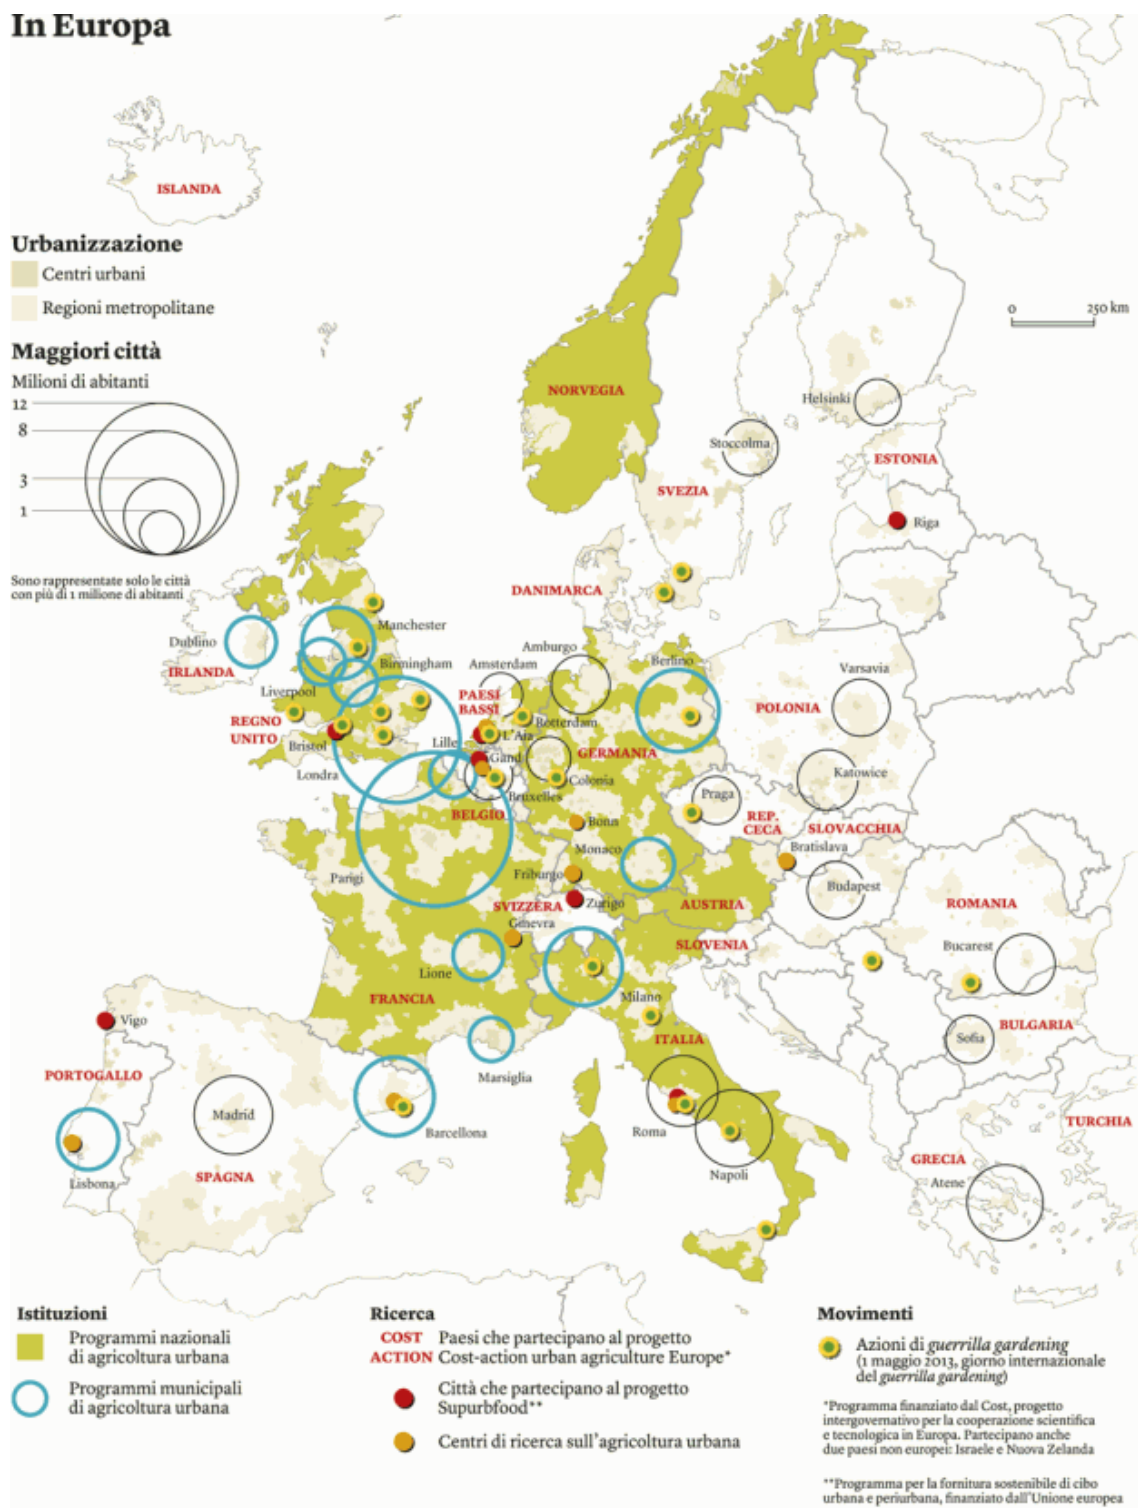 In Europa
ISLANDA
Urbanizzazione
Centri urbani
Regioni metropolitane
0 250 km
Maggiori città
Milioni di abitanti
12
8
3
1
Sono rappresentate solo le città
con più di 1 milione di abitanti
NORVEGIA
Helsinki
Stoccolma
ESTONIA
SVEZIA
Riga
DANIMARCA
Dublino
Manchester
IRLANDA
Birmingham
Amburgo
Amsterdam
Berlino
Varsavia
Liverpool
PAESI
BASSI
POLONIA
REGNO
UNITO
Rotterdam
Bristol
Lille
L'Aia
GERMANIA
Londra
Gand
Colonia
Katowice
Bruxelles
Praga
BELGIO
Bonn
REP.
CECA
SLOVACCHIA
Monaco
Bratislava
Parigi
Friburgo
Budapest
SVIZZERA
Zurigo
AUSTRIA
ROMANIA
Ginevra
SLOVENIA
Bucarest
Lione
FRANCIA
Milano
Vigo
ITALIA
BULGARIA
Sofia
PORTOGALLO
Marsiglia
Madrid
Barcellona
Roma
TURCHIA
Lisbona
SPAGNA
Napoli
GRECIA
Atene
Istituzioni
Programmi nazionali
di agricoltura urbana
Programmi municipali
di agricoltura urbana
Ricerca
COST Paesi che partecipano al progetto
ACTION Cost-action urban agriculture Europe*
Città che partecipano al progetto
Supurbfood**
Centri di ricerca sull'agricoltura urbana
Movimenti
Azioni di guerrilla gardening
(1 maggio 2013, giorno internazionale
del guerrilla gardening)
*Programma finanziato dal Cost, progetto
intergovernativo per la cooperazione scientifica
e tecnologica in Europa. Partecipano anche
due paesi non europei: Israele e Nuova Zelanda
**Programma per la fornitura sostenibile di cibo
urbana e periurbana, finanziato dall'Unione europea